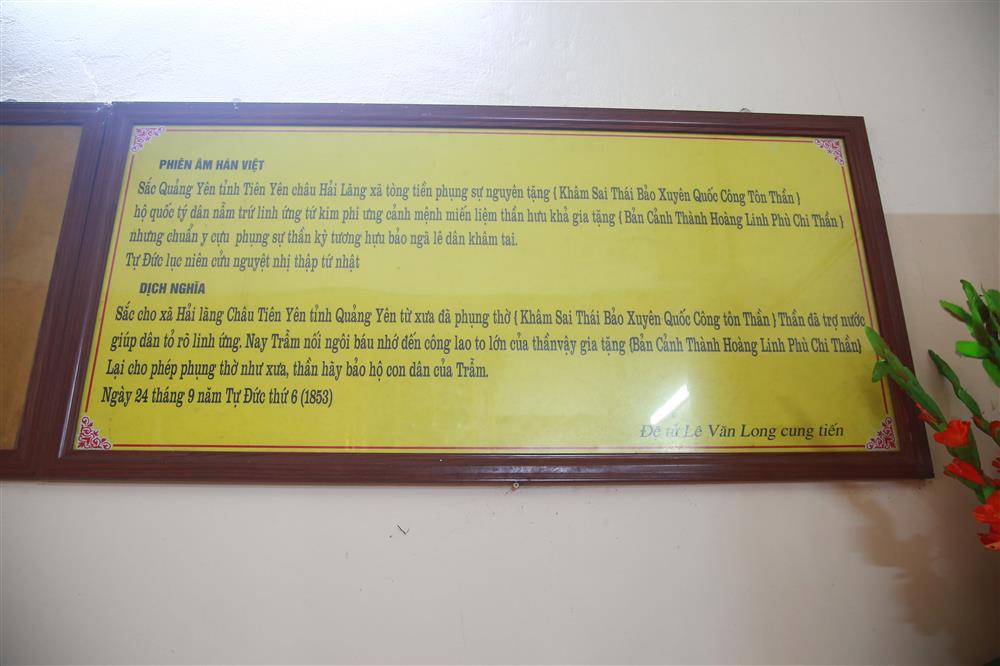 PHIÊN ÂM HÁN VIỆT
Sắc Quảng Yên tỉnh Tiên Yên châu Hải Lãng xã tòng tiền phụng sự nguyên tặng { Khâm Sai Thái Bảo Xuyên Quốc Công Tôn Thần }
hộ quốc tý dân nẫm trứ linh ứng tứ kim phi ưng cảnh mệnh miến liệm thần hưu khả gia tặng { Bản Cảnh Thành Hoàng Linh Phù Chi Thần }
nhưng chuẩn y cựu phụng sự thần kỳ tương hựu bảo ngã lê dân khâm tai.
Tự Đức lục niên cửu nguyệt nhị thập tứ nhật
DỊCH NGHĨA
Sắc cho xã Hải lãng Châu Tiên Yên tỉnh Quảng Yên từ xưa đã phụng thờ { Khâm Sai Thái Bảo Xuyên Quốc Công tôn Thần } Thần đã trợ nước
giúp dân tỏ rõ linh ứng. Nay Trẫm nối ngôi báu nhớ đến công lao to lớn của thầnvậy gia tặng {Bản Cảnh Thành Hoàng Linh Phù Chi Thần}
Lại cho phép phụng thờ như xưa, thần hãy bảo hộ con dân của Trẫm.
Ngày 24 tháng 9 năm Tự Đức thứ 6 (1853)
Đệ tử Lê Văn Long cung tiến